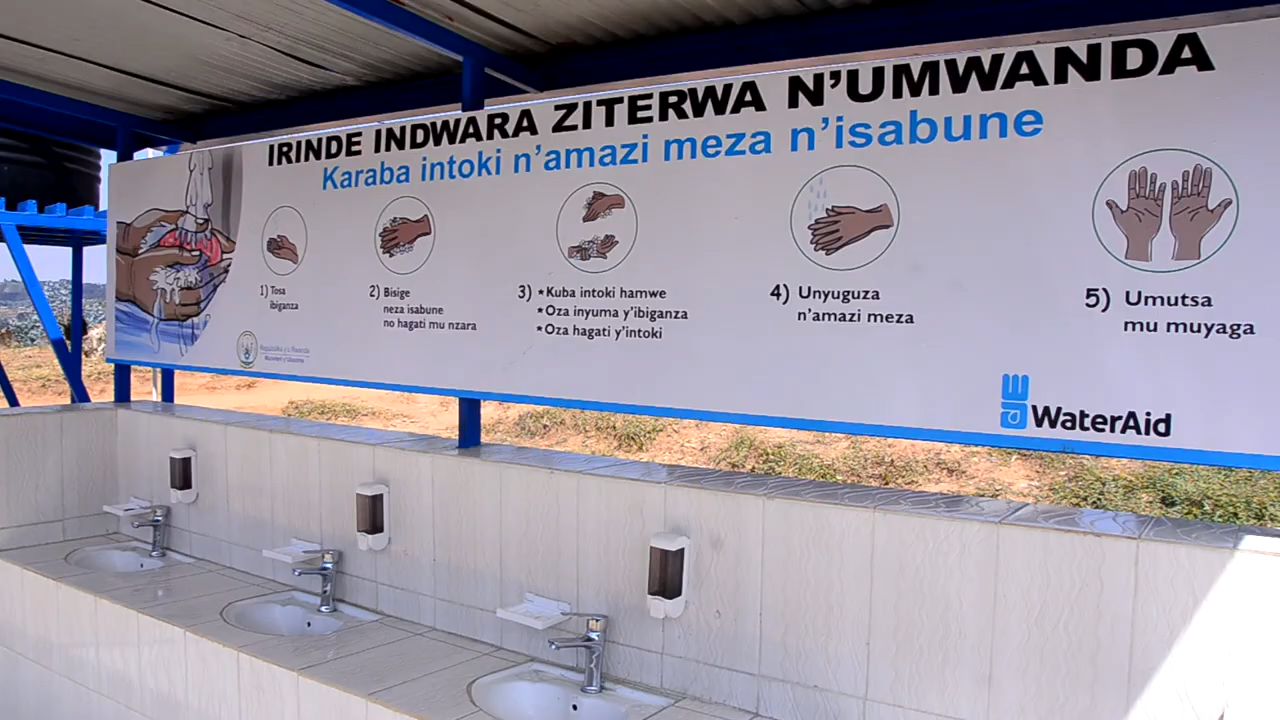 IRINDE INDWARA ZITERWA N'UMWANDA
Karaba intoki n'amazi meza n'isabune
1) Tosa
ibiganza
2) Bisige
neza isabune
no hagati mu nzara
3) *Kuba intoki hamwe
*Oza inyuma y'ibiganza
*Oza hagati y'intoki
4) Unyuguza
n'amazi meza
5) Umutsa
mu muyaga
WaterAid